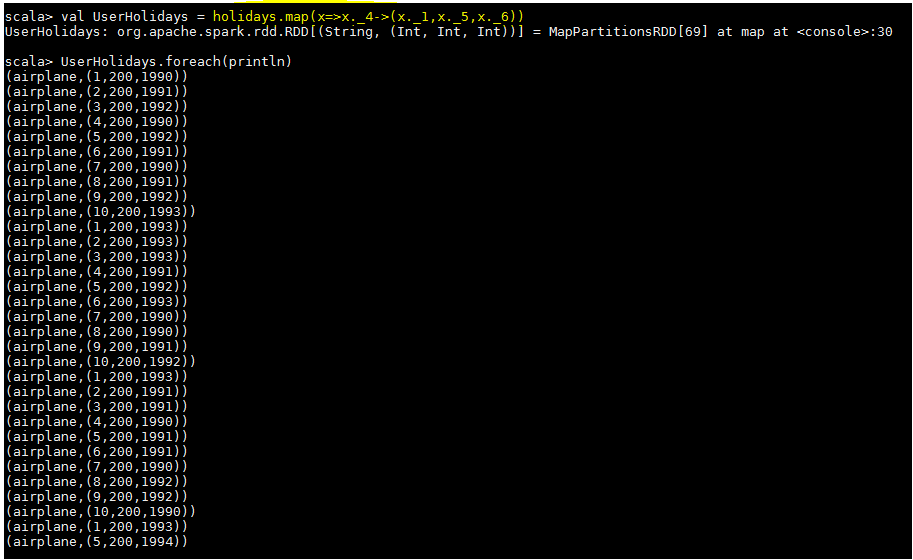 scala> val UserHolidays = holidays.map(x=>x._4->(x._1,x._5,x._6))
UserHolidays: org.apache.spark.rdd.RDD[(String, (Int, Int, Int))] = MapPartitionsRDD[69] at map at <console>:30
scala> UserHolidays.foreach(println)
(airplane,(1,200,1990))
(airplane,(2,200,1991))
(airplane,(3,200,1992))
(airplane,(4,200,1990))
(airplane,(5,200,1992))
(airplane,(6,200,1991))
(airplane,(7,200,1990))
(airplane,(8,200,1991))
(airplane,(9,200,1992))
(airplane,(10,200,1993))
(airplane,(1,200,1993))
(airplane,(2,200,1993))
(airplane,(3,200,1993))
(airplane,(4,200,1991))
(airplane,(5,200,1992))
(airplane,(6,200,1993))
(airplane,(7,200,1990))
(airplane,(8,200,1990))
(airplane,(9,200,1991))
(airplane,(10,200,1992))
(airplane,(1,200,1993))
(airplane,(2,200,1991))
(airplane,(3,200,1991))
(airplane,(4,200,1990))
(airplane,(5,200,1991))
(airplane,(6,200,1991))
(airplane,(7,200,1990))
(airplane,(8,200,1992))
(airplane,(9,200,1992))
(airplane,(10,200,1990))
(airplane,(1,200,1993))
(airplane,(5,200,1994))